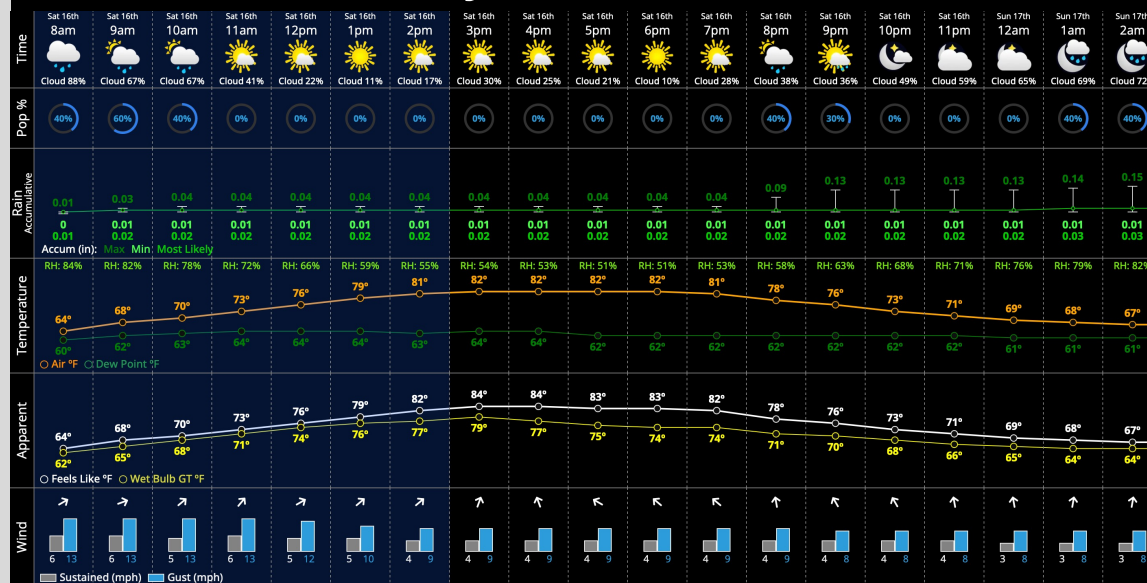 Time
Sat 16th Sat 16th Sat 16th Sat 16th Sat 16th Sat 16th Sat 16th Sat 16th Sat 16th Sat 16th Sat 16th Sat 16th Sat 16th Sat 16th Sat 16th Sat 16th Sun 17th Sun 17th Sun 17th
8am 9am 10am 11am 12pm 1pm 2pm 3pm 4pm 5pm 6pm 7pm 8pm 9pm 10pm 11pm 12am 1am 2am
Cloud 88% Cloud 67% Cloud 67% Cloud 41% Cloud 22% Cloud 11% Cloud 17% Cloud 30% Cloud 25% Cloud 21% Cloud 10% Cloud 28% Cloud 38% Cloud 36% Cloud 49% Cloud 59% Cloud 65% Cloud 69% Cloud 72
Pop %
40% 60% 40% 0% 0% 0% 0% 0% 0% 0% 0% 0% 40% 30% 0% 0% 0% 40% 40%
Rain
Accumulative
0.01 0.03 0.04 0.04 0.04 0.04 0.04 0.04 0.04 0.04 0.04 0.04 0.09 0.13 0.13 0.13 0.13 0.14 0.15
0 0.01 0.01 0.01 0.01 0.01 0.01 0.01 0.01 0.01 0.01 0.01 0.01 0.01 0.01 0.01 0.01 0.01 0.01
0.01 0.02 0.02 0.02 0.02 0.02 0.02 0.02 0.02 0.02 0.02 0.02 0.02 0.02 0.02 0.02 0.02 0.03 0.03
Accum (in): Max Min Most Likely
Temperature
RH: 84% RH: 82% RH: 78% RH: 72% RH: 66% RH: 59% RH: 55% RH: 54% RH: 53% RH: 51% RH: 51% RH: 53% RH: 58% RH: 63% RH: 68% RH: 71% RH: 76% RH: 79% RH: 82%
64° 68° 70° 73° 76° 79° 81° 82° 82° 82° 82° 81° 78° 76° 73° 71° 69° 68° 67°
60° 62° 63° 64° 64° 64° 63° 64° 64° 62° 62° 62° 62° 62° 62° 62° 61° 61° 61°
Air °F Dew Point °F
Apparent
64° 68° 70° 73° 76° 79° 82° 84° 84° 83° 83° 82° 78° 76° 73° 71° 69° 68° 67°
62° 65° 68° 71° 74° 76° 77° 79° 77° 75° 74° 74° 71° 70° 68° 66° 65° 64° 64°
Feels Like °F Wet Bulb GT °F
Wind
6 13 6 13 5 13 6 13 5 12 5 10 4 9 4 9 4 9 4 9 4 9 4 9 4 9 4 8 4 8 4 8 3 8 3 8 3 8
Sustained (mph) Gust (mph)